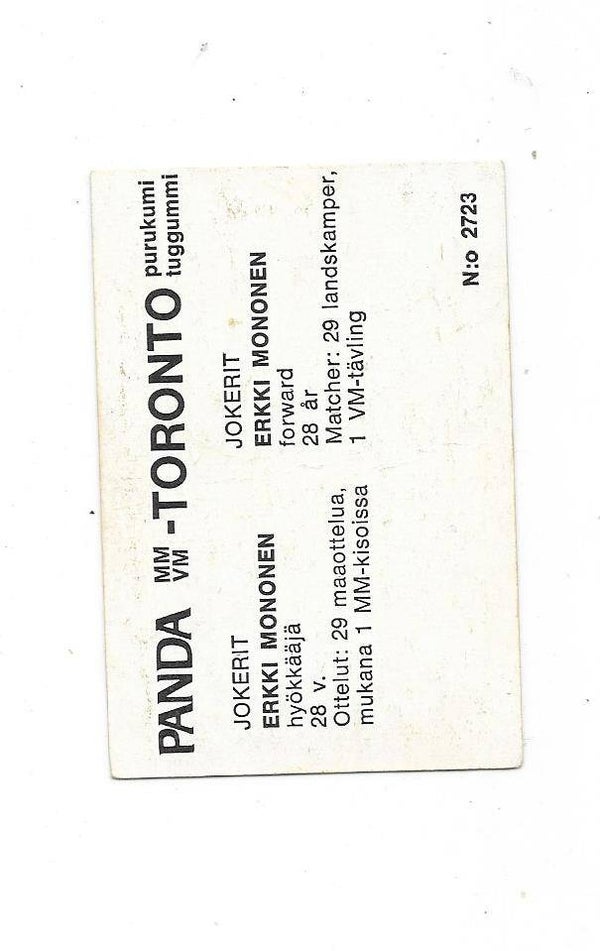 PANDA MM VM -TORONTO purukumi tuggummi
JOKERIT
ERKKI MONONEN
hyökkääjä
28 v.
Ottelut: 29 maaottelua,
mukana 1 MM-kisoissa
JOKERIT
ERKKI MONONEN
forward
28 år
Matcher: 29 landskamper,
1 VM-tävling
N:o 2723